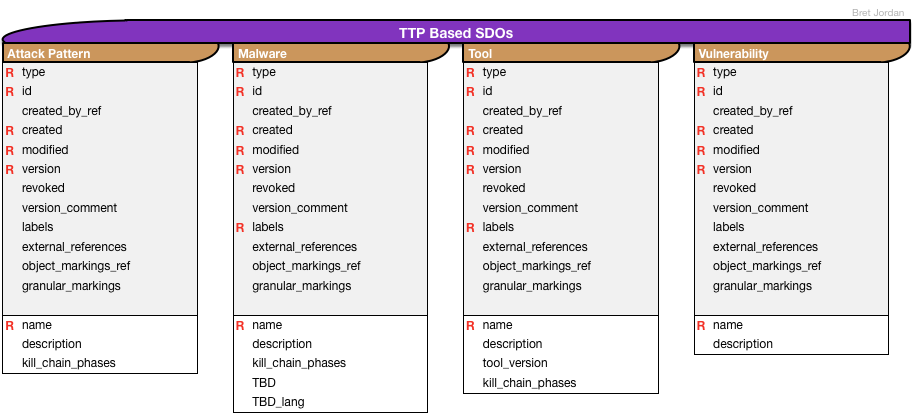 Bret Jordan
TTP Based SDOs
Attack Pattern
R type
R id
created_by_ref
R created
R modified
R version
revoked
version_comment
labels
external_references
object_markings_ref
granular_markings
R name
description
kill_chain_phases
Malware
R type
R id
created_by_ref
R created
R modified
R version
revoked
version_comment
R labels
external_references
object_markings_ref
granular_markings
R name
description
kill_chain_phases
TBD
TBD_lang
Tool
R type
R id
created_by_ref
R created
R modified
R version
revoked
version_comment
R labels
external_references
object_markings_ref
granular_markings
R name
description
tool_version
kill_chain_phases
Vulnerability
R type
R id
created_by_ref
R created
R modified
R version
revoked
version_comment
labels
external_references
object_markings_ref
granular_markings
R name
description